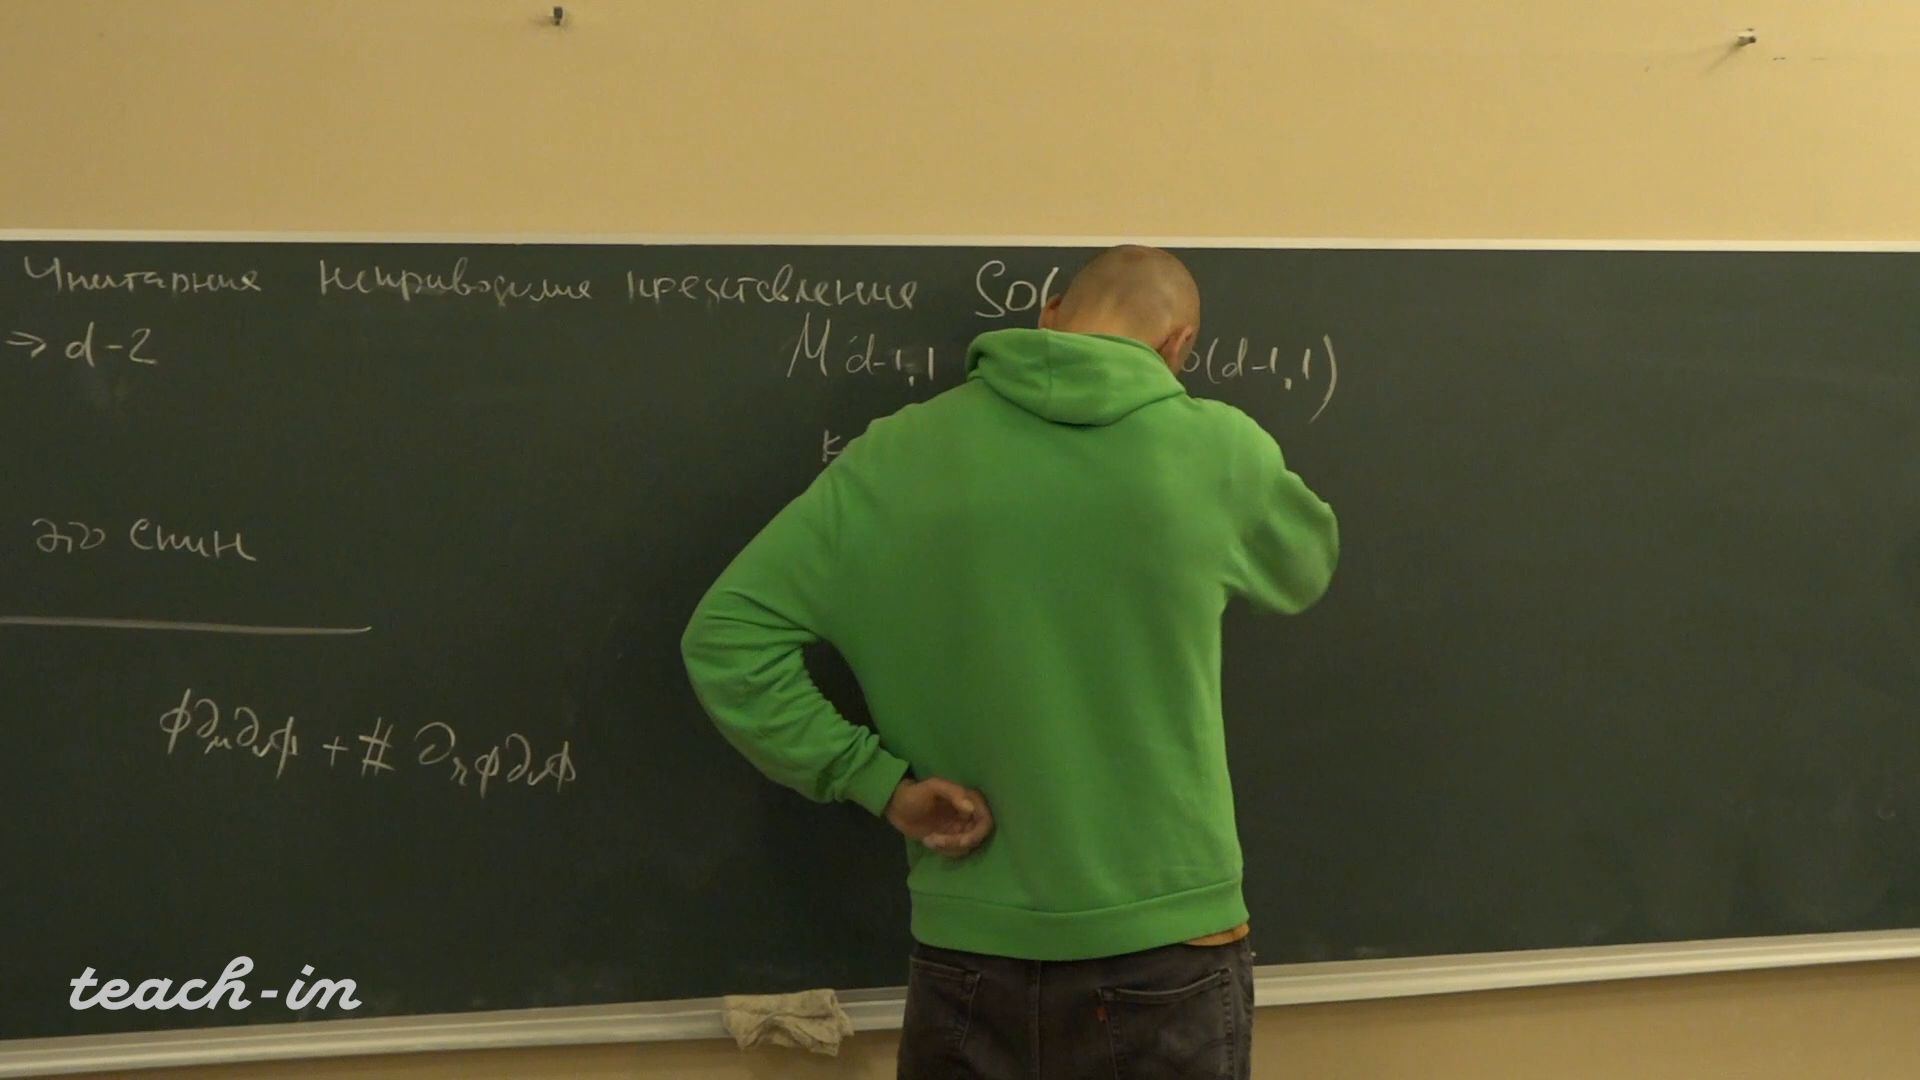 Унитарные неприводимые представления SO(
⇒ d-2
M d-1,1 o(d-1,1)
к
это спин
ϕ∂μ∂νϕ + # ∂μϕ∂νϕ
teach-in